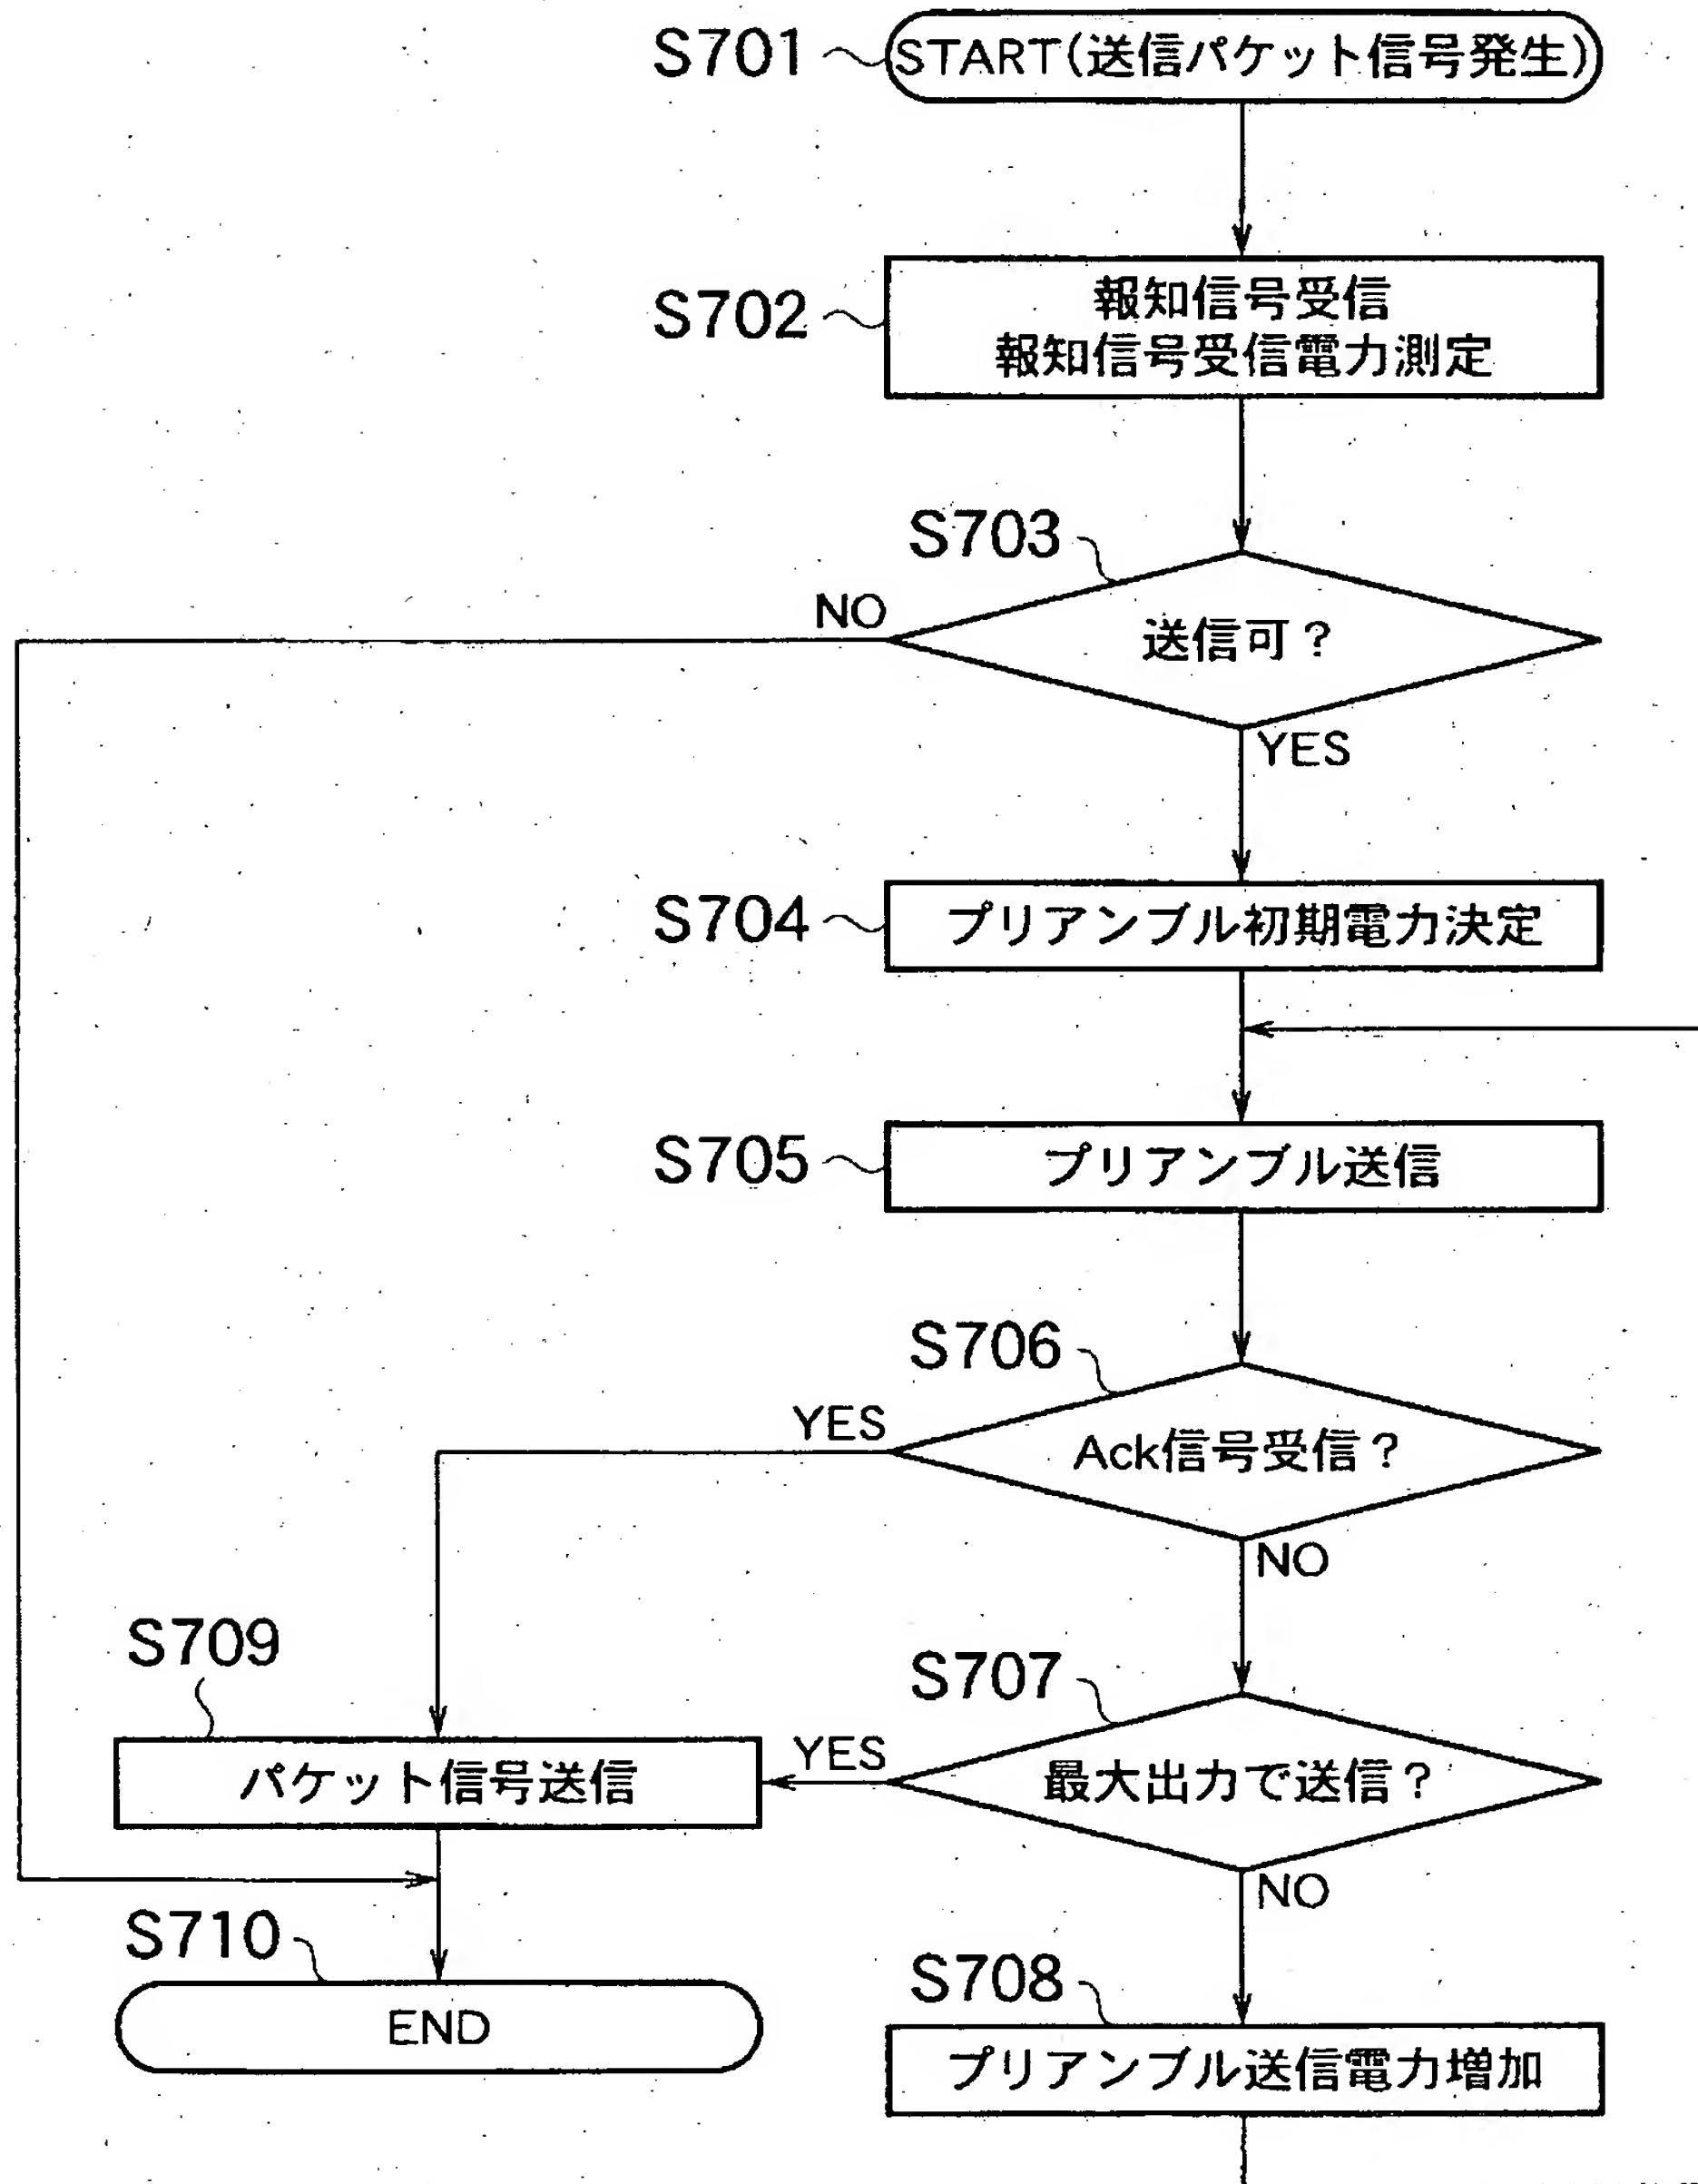 S701
START(送信パケット信号発生)
S702
報知信号受信
報知信号受信電力測定
S703
NO
送信可？
YES
S704
プリアンブル初期電力決定
S705
プリアンブル送信
S706
YES
Ack信号受信？
NO
S709
S707
パケット信号送信
YES
最大出力で送信？
NO
S710
END
S708
プリアンブル送信電力増加